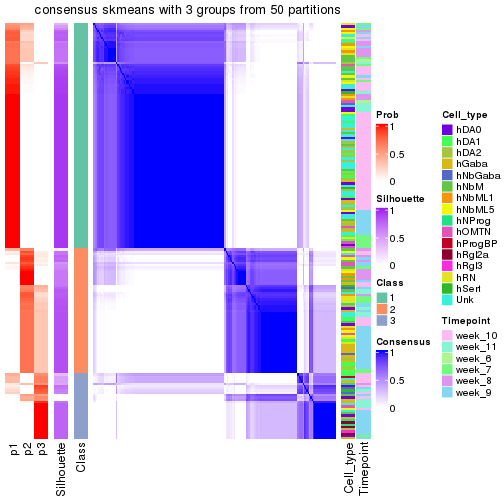 consensus skmeans with 3 groups from 50 partitions
p1
p2
p3
Silhouette
Class
Cell_type
Timepoint
Prob
1
0.5
0
Silhouette
1
0.5
0
Class
1
2
3
Consensus
1
0.5
0
Cell_type
hDA0
hDA1
hDA2
hGaba
hNbGaba
hNbM
hNbML1
hNbML5
hNProg
hOMTN
hProgBP
hRgl2a
hRgl3
hRN
hSert
Unk
Timepoint
week_10
week_11
week_6
week_7
week_8
week_9